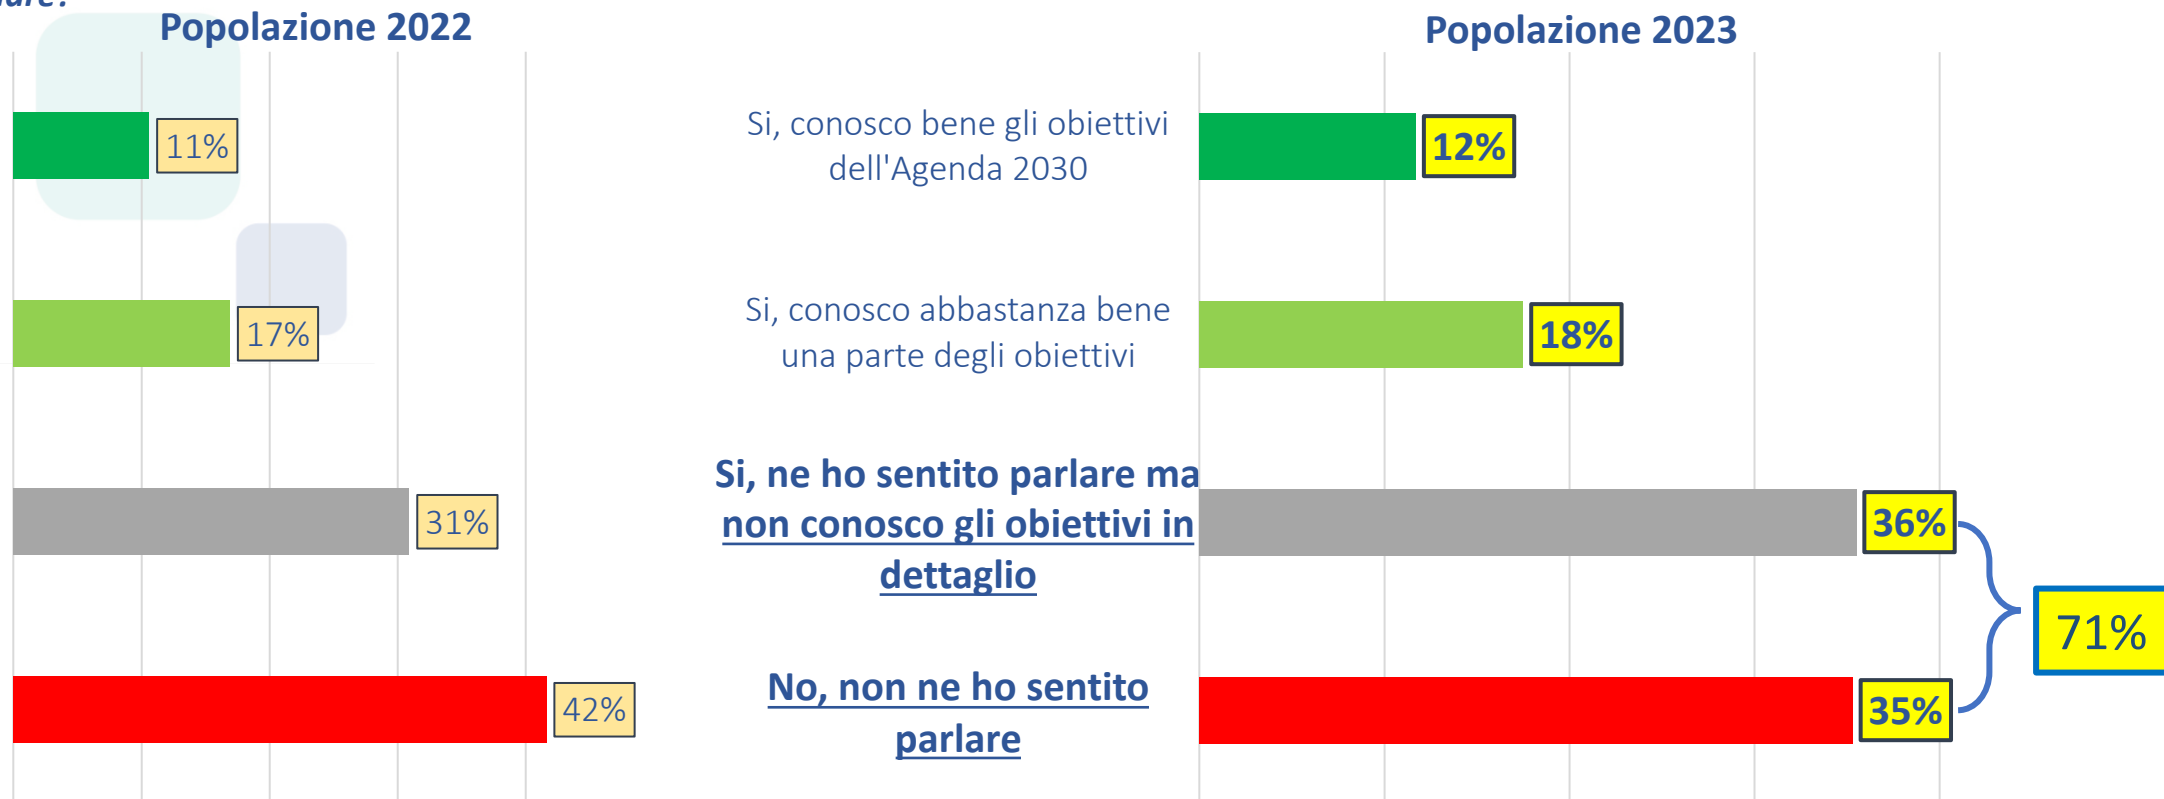 Popolazione 2022
Popolazione 2023
11%
Si, conosco bene gli obiettivi
dell'Agenda 2030
12%
17%
Si, conosco abbastanza bene
una parte degli obiettivi
18%
31%
Si, ne ho sentito parlare ma
non conosco gli obiettivi in
dettaglio
36%
71%
42%
No, non ne ho sentito
parlare
35%